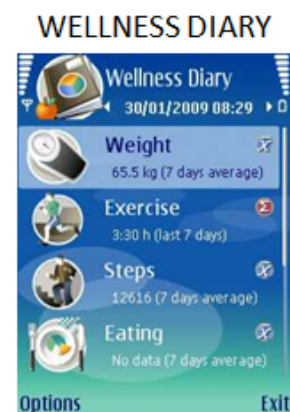 WELLNESS DIARY
Wellness Diary
30/01/2009 08:29
Weight
65.5 kg (7 days average)
Exercise
3:30 h (last 7 days)
Steps
12616 (7 days average)
Eating
No data (7 days average)
Options Exit